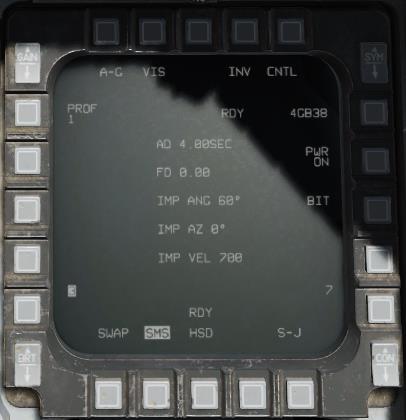 A-G VIS INV CNTL
GAIN SYM
PROF RDY 4GB38
1
AD 4.00SEC
PWR
ON
FD 0.00
IMP ANG 60° BIT
IMP AZ 0°
IMP VEL 700
3 7
RDY
SWAP SMS HSD S-J
BRT CON